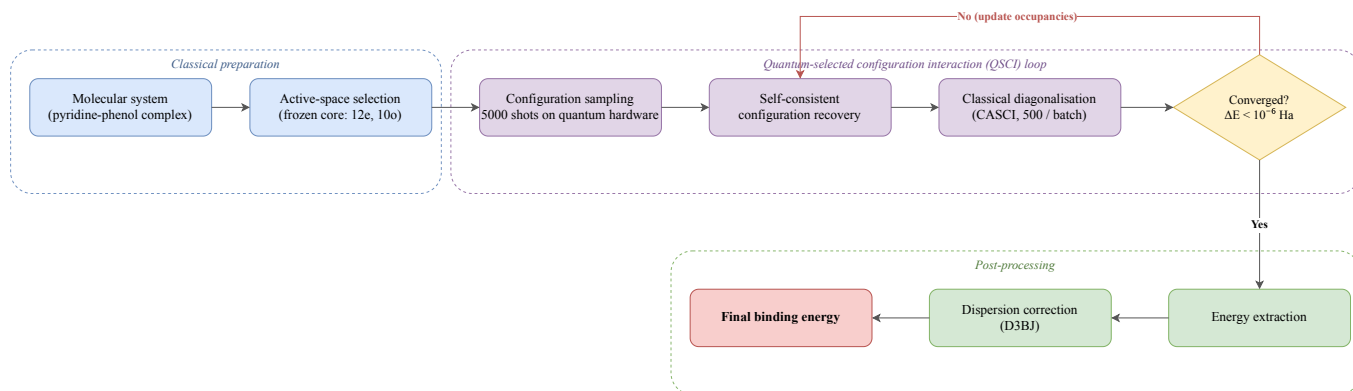 No (update occupancies)
Classical preparation
Quantum-selected configuration interaction (QSCI) loop
Molecular system
(pyridine-phenol complex)
Active-space selection
(frozen core: 12e, 10o)
Configuration sampling
5000 shots on quantum hardware
Self-consistent
configuration recovery
Classical diagonalisation
(CASCI, 500 / batch)
Converged?
ΔE < 10⁻⁶ Ha
Yes
Post-processing
Final binding energy
Dispersion correction
(D3BJ)
Energy extraction